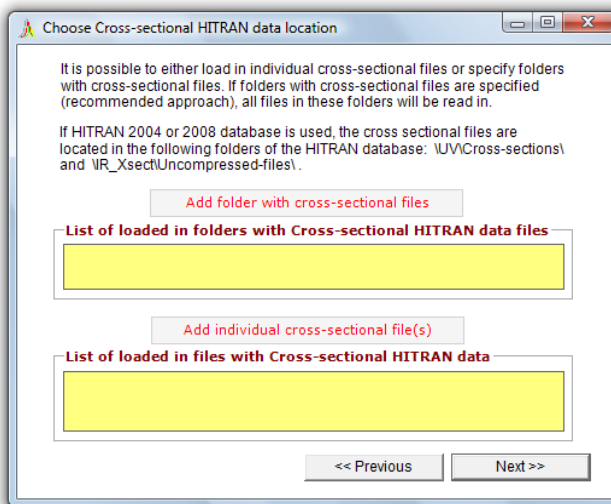 Choose Cross-sectional HITRAN data location
It is possible to either load in individual cross-sectional files or specify folders
with cross-sectional files. If folders with cross-sectional files are specified
(recommended approach), all files in these folders will be read in.
If HITRAN 2004 or 2008 database is used, the cross sectional files are
located in the following folders of the HITRAN database: \UV\Cross-sections\
and \IR_Xsect\Uncompressed-files\ .
Add folder with cross-sectional files
List of loaded in folders with Cross-sectional HITRAN data files
Add individual cross-sectional file(s)
List of loaded in files with Cross-sectional HITRAN data
<< Previous
Next >>